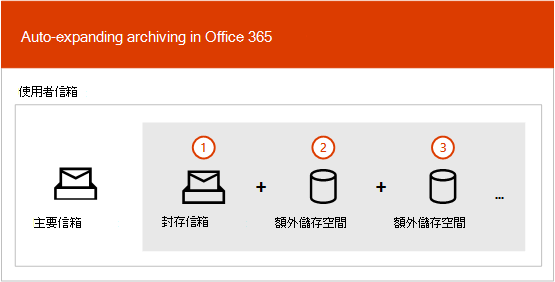 Auto-expanding archiving in Office 365
使用者信箱
1
2
3
+
+
...
主要信箱
封存信箱
額外儲存空間
額外儲存空間